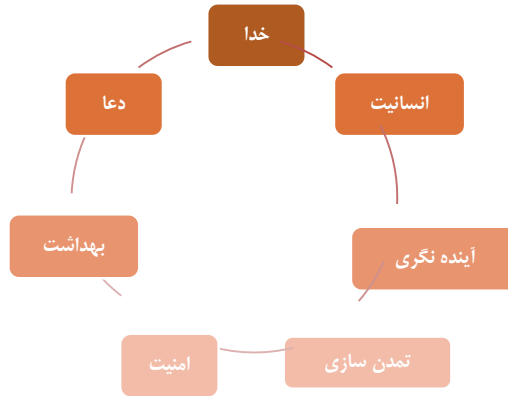 خدا
انسانیت
آینده نگری
تمدن سازی
امنیت
بهداشت
دعا